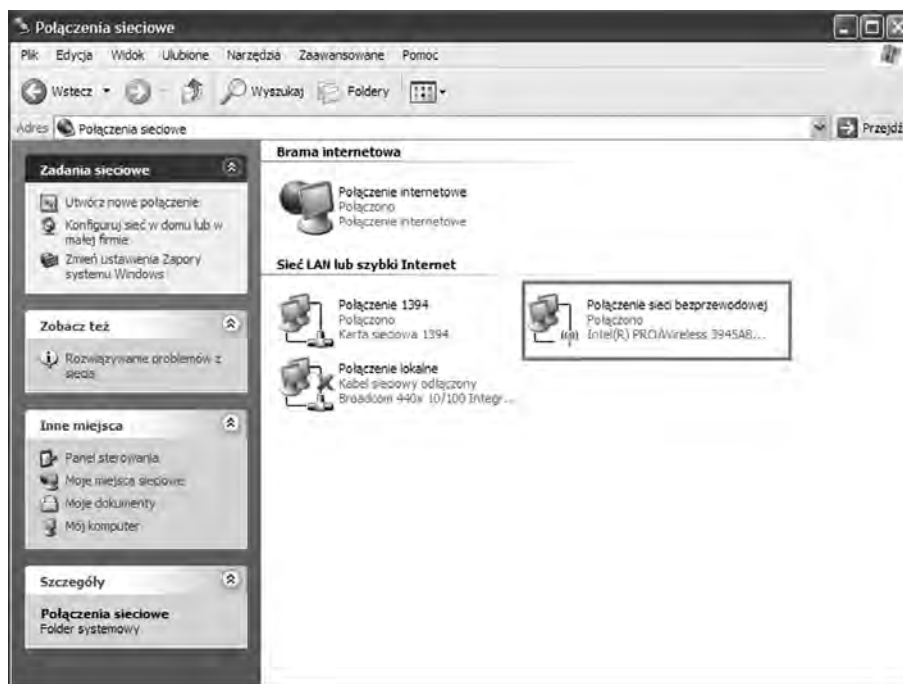 Połączenia sieciowe
Plik Edycja Widok Ulubione Narzędzia Zaawansowane Pomoc
Wstecz Wyszukaj Foldery
Adres Połączenia sieciowe Przejdź
Zadania sieciowe
Utwórz nowe połączenie
Konfiguruj sieć w domu lub w
małej firmie
Zmień ustawienia Zapory
systemu Windows
Zobacz też
Rozwiązywanie problemów z
siecią
Inne miejsca
Panel sterowania
Moje miejsca sieciowe
Moje dokumenty
Mój komputer
Szczegóły
Połączenia sieciowe
Folder systemowy
Brama internetowa
Połączenie internetowe
Połączono
Połączenie internetowe
Sieć LAN lub szybki Internet
Połączenie 1394
Połączono
Karta sieciowa 1394
Połączenie sieci bezprzewodowej
Połączono
Intel(R) PRO/Wireless 3945AB...
Połączenie lokalne
Kabel sieciowy odłączony
Broadcom 440x 10/100 Integr...